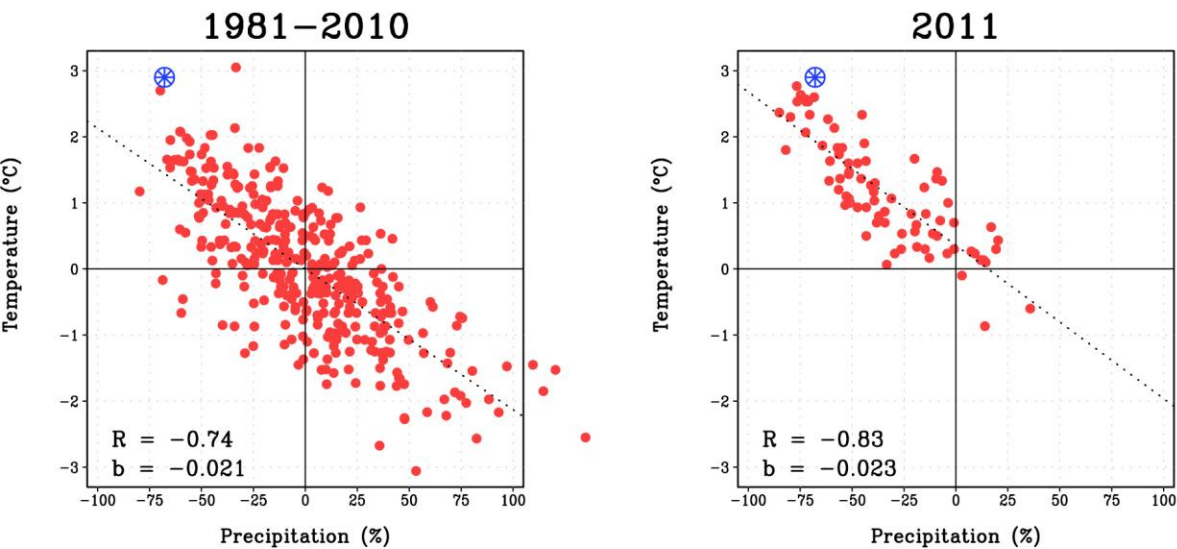 1981−2010
3
2
1
0
−1
−2
−3
Temperature (°C)
R = −0.74
b = −0.021
−100 −75 −50 −25 0 25 50 75 100
Precipitation (%)
2011
3
2
1
0
−1
−2
−3
Temperature (°C)
R = −0.83
b = −0.023
−100 −75 −50 −25 0 25 50 75 100
Precipitation (%)